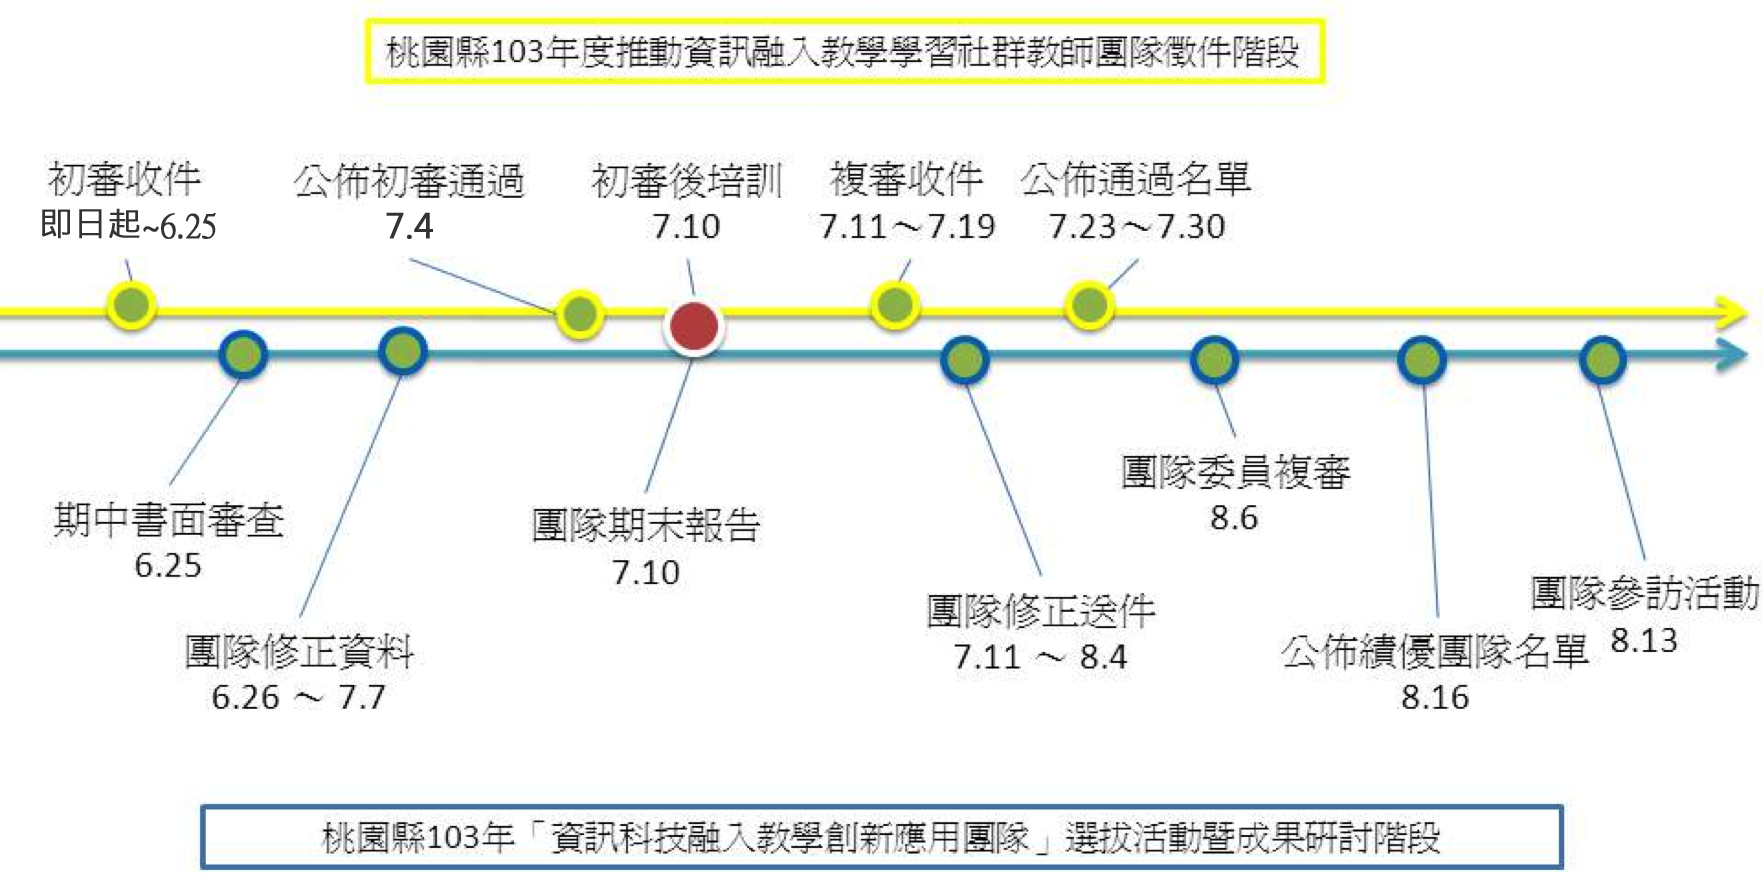 桃園縣103年度推動資訊融入教學學習社群教師團隊徵件階段
初審收件
即日起~6.25
公佈初審通過
7.4
初審後培訓
7.10
複審收件
7.11～7.19
公佈通過名單
7.23～7.30
期中書面審查
6.25
團隊修正資料
6.26 ～ 7.7
團隊期末報告
7.10
團隊修正送件
7.11 ～ 8.4
團隊委員複審
8.6
公佈績優團隊名單
8.16
團隊參訪活動
8.13
桃園縣103年「資訊科技融入教學創新應用團隊」選拔活動暨成果研討階段